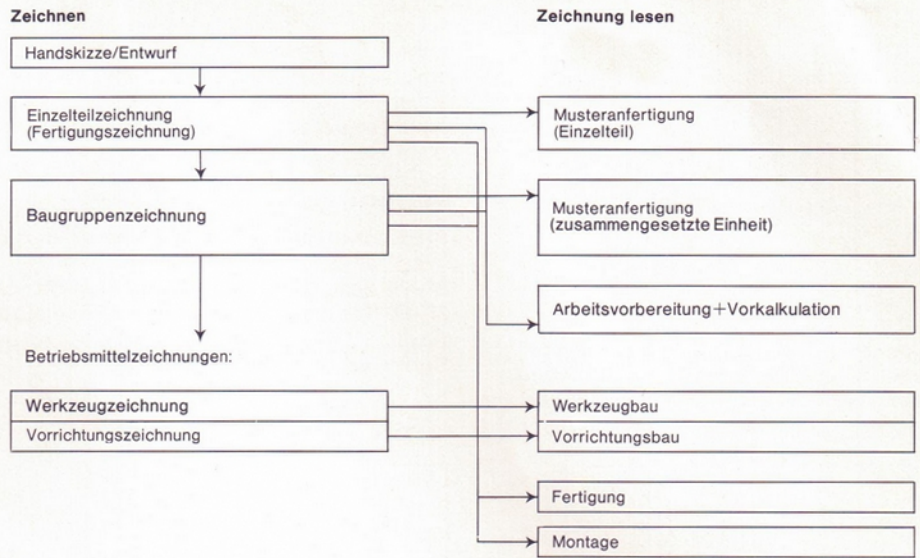 Zeichnen
Handskizze/Entwurf
Einzelteilzeichnung
(Fertigungszeichnung)
Baugruppenzeichnung
Betriebsmittelzeichnungen:
Werkzeugzeichnung
Vorrichtungszeichnung
Zeichnung lesen
Musteranfertigung
(Einzelteil)
Musteranfertigung
(zusammengesetzte Einheit)
Arbeitsvorbereitung+Vorkalkulation
Werkzeugbau
Vorrichtungsbau
Fertigung
Montage